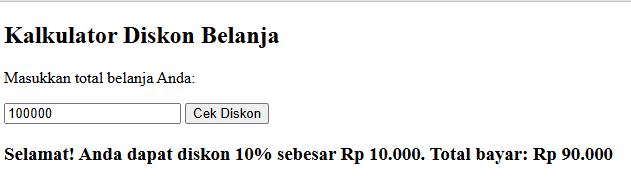 Kalkulator Diskon Belanja
Masukkan total belanja Anda:
100000 Cek Diskon
Selamat! Anda dapat diskon 10% sebesar Rp 10.000. Total bayar: Rp 90.000